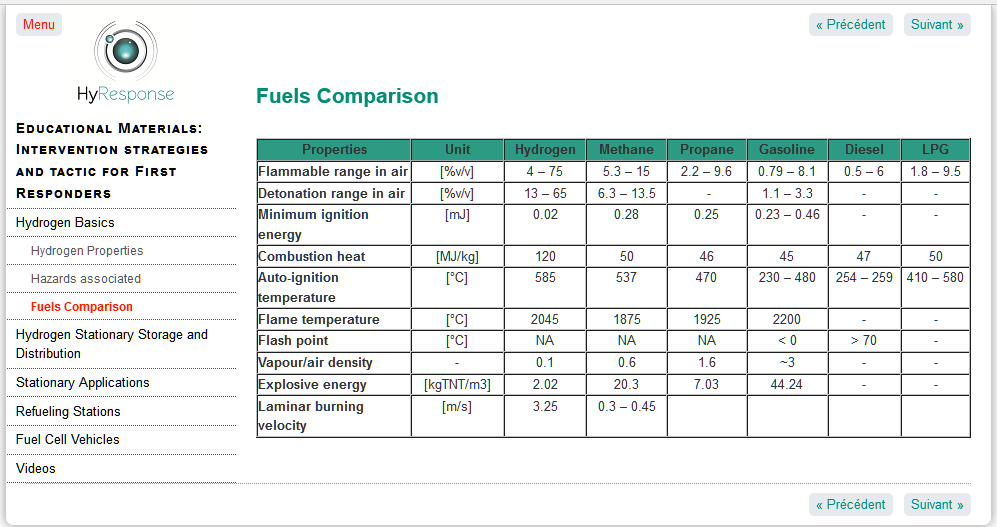 Menu
« Précédent Suivant »
HyResponse
Fuels Comparison
EDUCATIONAL MATERIALS:
INTERVENTION STRATEGIES
AND TACTIC FOR FIRST
RESPONDERS
Hydrogen Basics
Hydrogen Properties
Hazards associated
Fuels Comparison
Hydrogen Stationary Storage and
Distribution
Stationary Applications
Refueling Stations
Fuel Cell Vehicles
Videos
Properties Unit Hydrogen Methane Propane Gasoline Diesel LPG
Flammable range in air [%v/v] 4 – 75 5.3 – 15 2.2 – 9.6 0.79 – 8.1 0.5 – 6 1.8 – 9.5
Detonation range in air [%v/v] 13 – 65 6.3 – 13.5 - 1.1 – 3.3 - -
Minimum ignition [mJ] 0.02 0.28 0.25 0.23 – 0.46 - -
energy
Combustion heat [MJ/kg] 120 50 46 45 47 50
Auto-ignition [°C] 585 537 470 230 – 480 254 – 259 410 – 580
temperature
Flame temperature [°C] 2045 1875 1925 2200 - -
Flash point [°C] NA NA NA < 0 > 70 -
Vapour/air density - 0.1 0.6 1.6 ~3 - -
Explosive energy [kgTNT/m3] 2.02 20.3 7.03 44.24 - -
Laminar burning [m/s] 3.25 0.3 – 0.45
velocity
« Précédent Suivant »